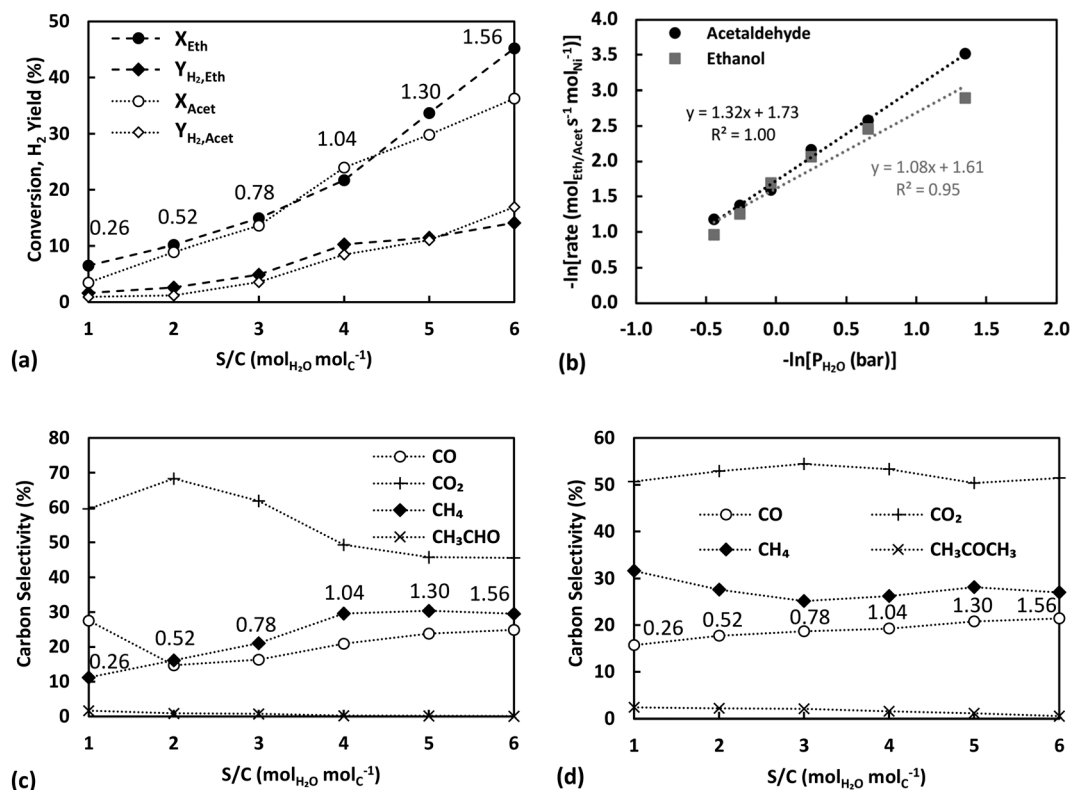 Conversion, H₂ Yield (%)
50
40
30
20
10
0
X_Eth
Y_H₂,Eth
X_Acet
Y_H₂,Acet
0.26
0.52
0.78
1.04
1.30
1.56
1 2 3 4 5 6
S/C (mol_H₂O mol_C⁻¹)
(a)
-Ln[rate (mol_Eth/Acet s⁻¹ mol_Ni⁻¹)]
4.0
3.5
3.0
2.5
2.0
1.5
1.0
0.5
0.0
Acetaldehyde
Ethanol
y = 1.32x + 1.73
R² = 1.00
y = 1.08x + 1.61
R² = 0.95
-1.0 -0.5 0.0 0.5 1.0 1.5 2.0
-Ln[P_H₂O (bar)]
(b)
Carbon Selectivity (%)
80
70
60
50
40
30
20
10
0
CO
CO₂
CH₄
CH₃CHO
0.26
0.52
0.78
1.04
1.30
1.56
1 2 3 4 5 6
S/C (mol_H₂O mol_C⁻¹)
(c)
Carbon Selectivity (%)
60
50
40
30
20
10
0
CO
CO₂
CH₄
CH₃COCH₃
0.26
0.52
0.78
1.04
1.30
1.56
1 2 3 4 5 6
S/C (mol_H₂O mol_C⁻¹)
(d)